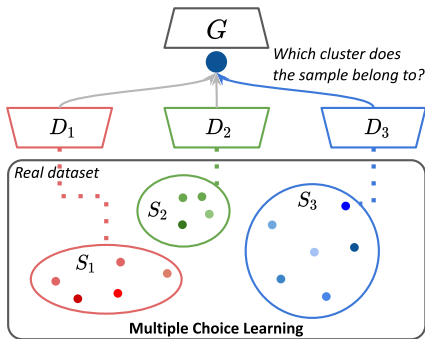 G
Which cluster does
the sample belong to?
D1 D2 D3
Real dataset
S1 S2 S3
Multiple Choice Learning